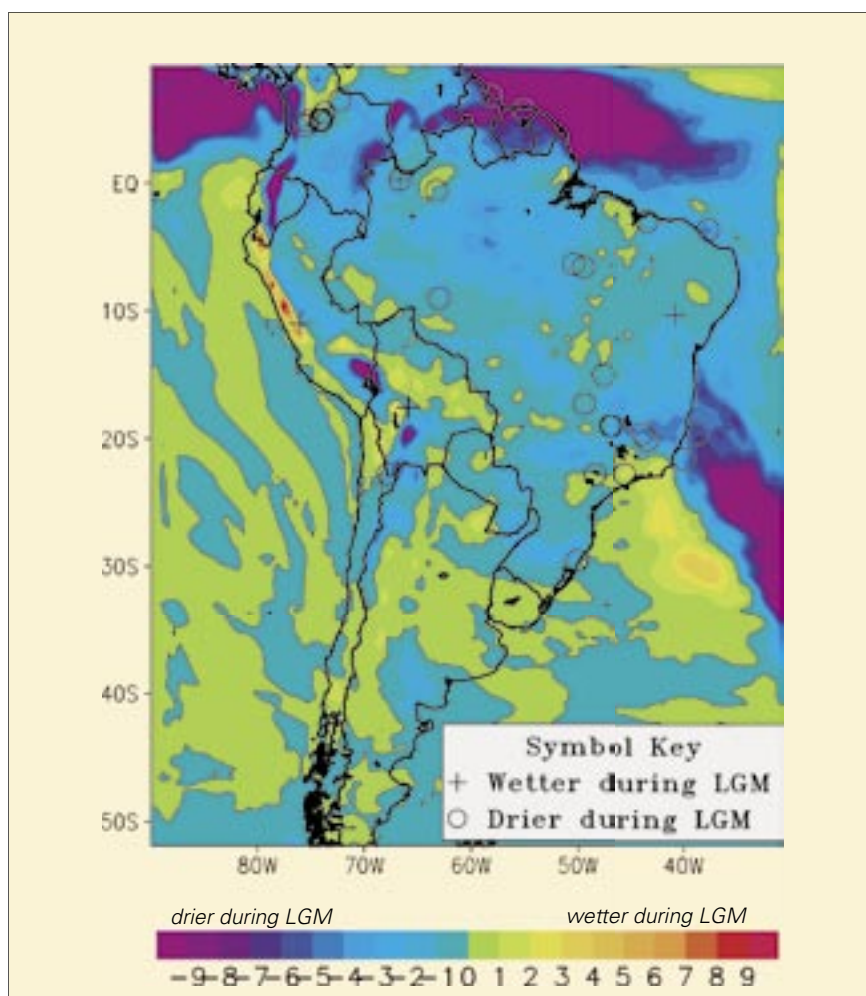 EQ
10S
20S
30S
40S
50S
Symbol Key
+ Wetter during LGM
○ Drier during LGM
80W 70W 60W 50W 40W
drier during LGM wetter during LGM
-9-8-7-6-5-4-3-2-10 1 2 3 4 5 6 7 8 9